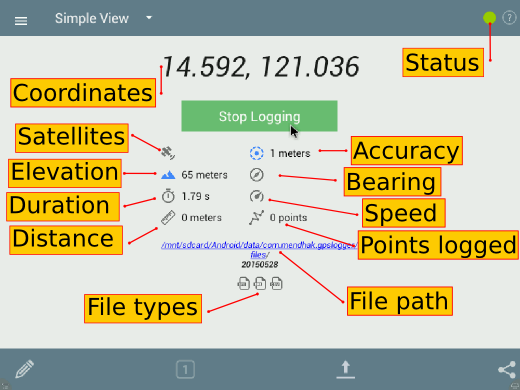 Simple View
?
Status
14.592, 121.036
Coordinates
Stop Logging
Satellites
1 meters
Accuracy
Elevation
65 meters
Bearing
Duration
1.79 s
Speed
Distance
0 meters
0 points
Points logged
/mnt/sdcard/Android/data/com.mendhak.gpslogger/
files/
20150528
File types
File path
1